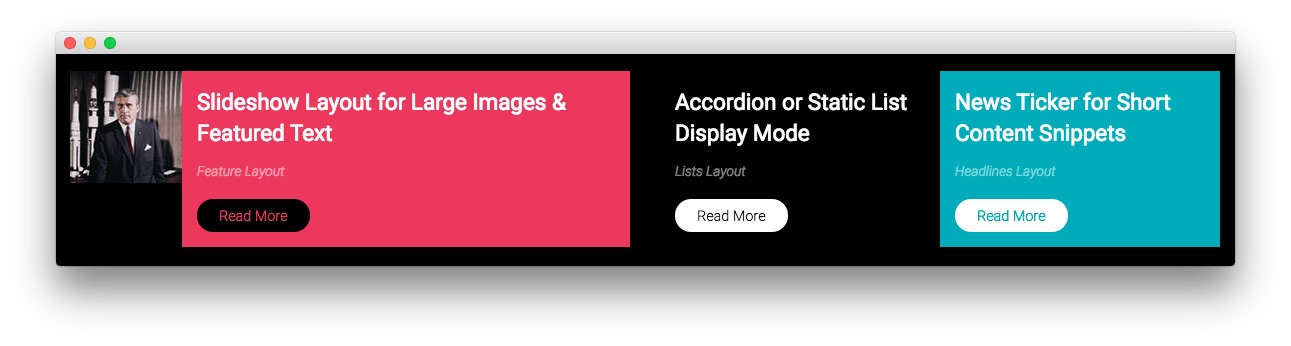 Slideshow Layout for Large Images &
Featured Text
Feature Layout
Read More
Accordion or Static List
Display Mode
Lists Layout
Read More
News Ticker for Short
Content Snippets
Headlines Layout
Read More